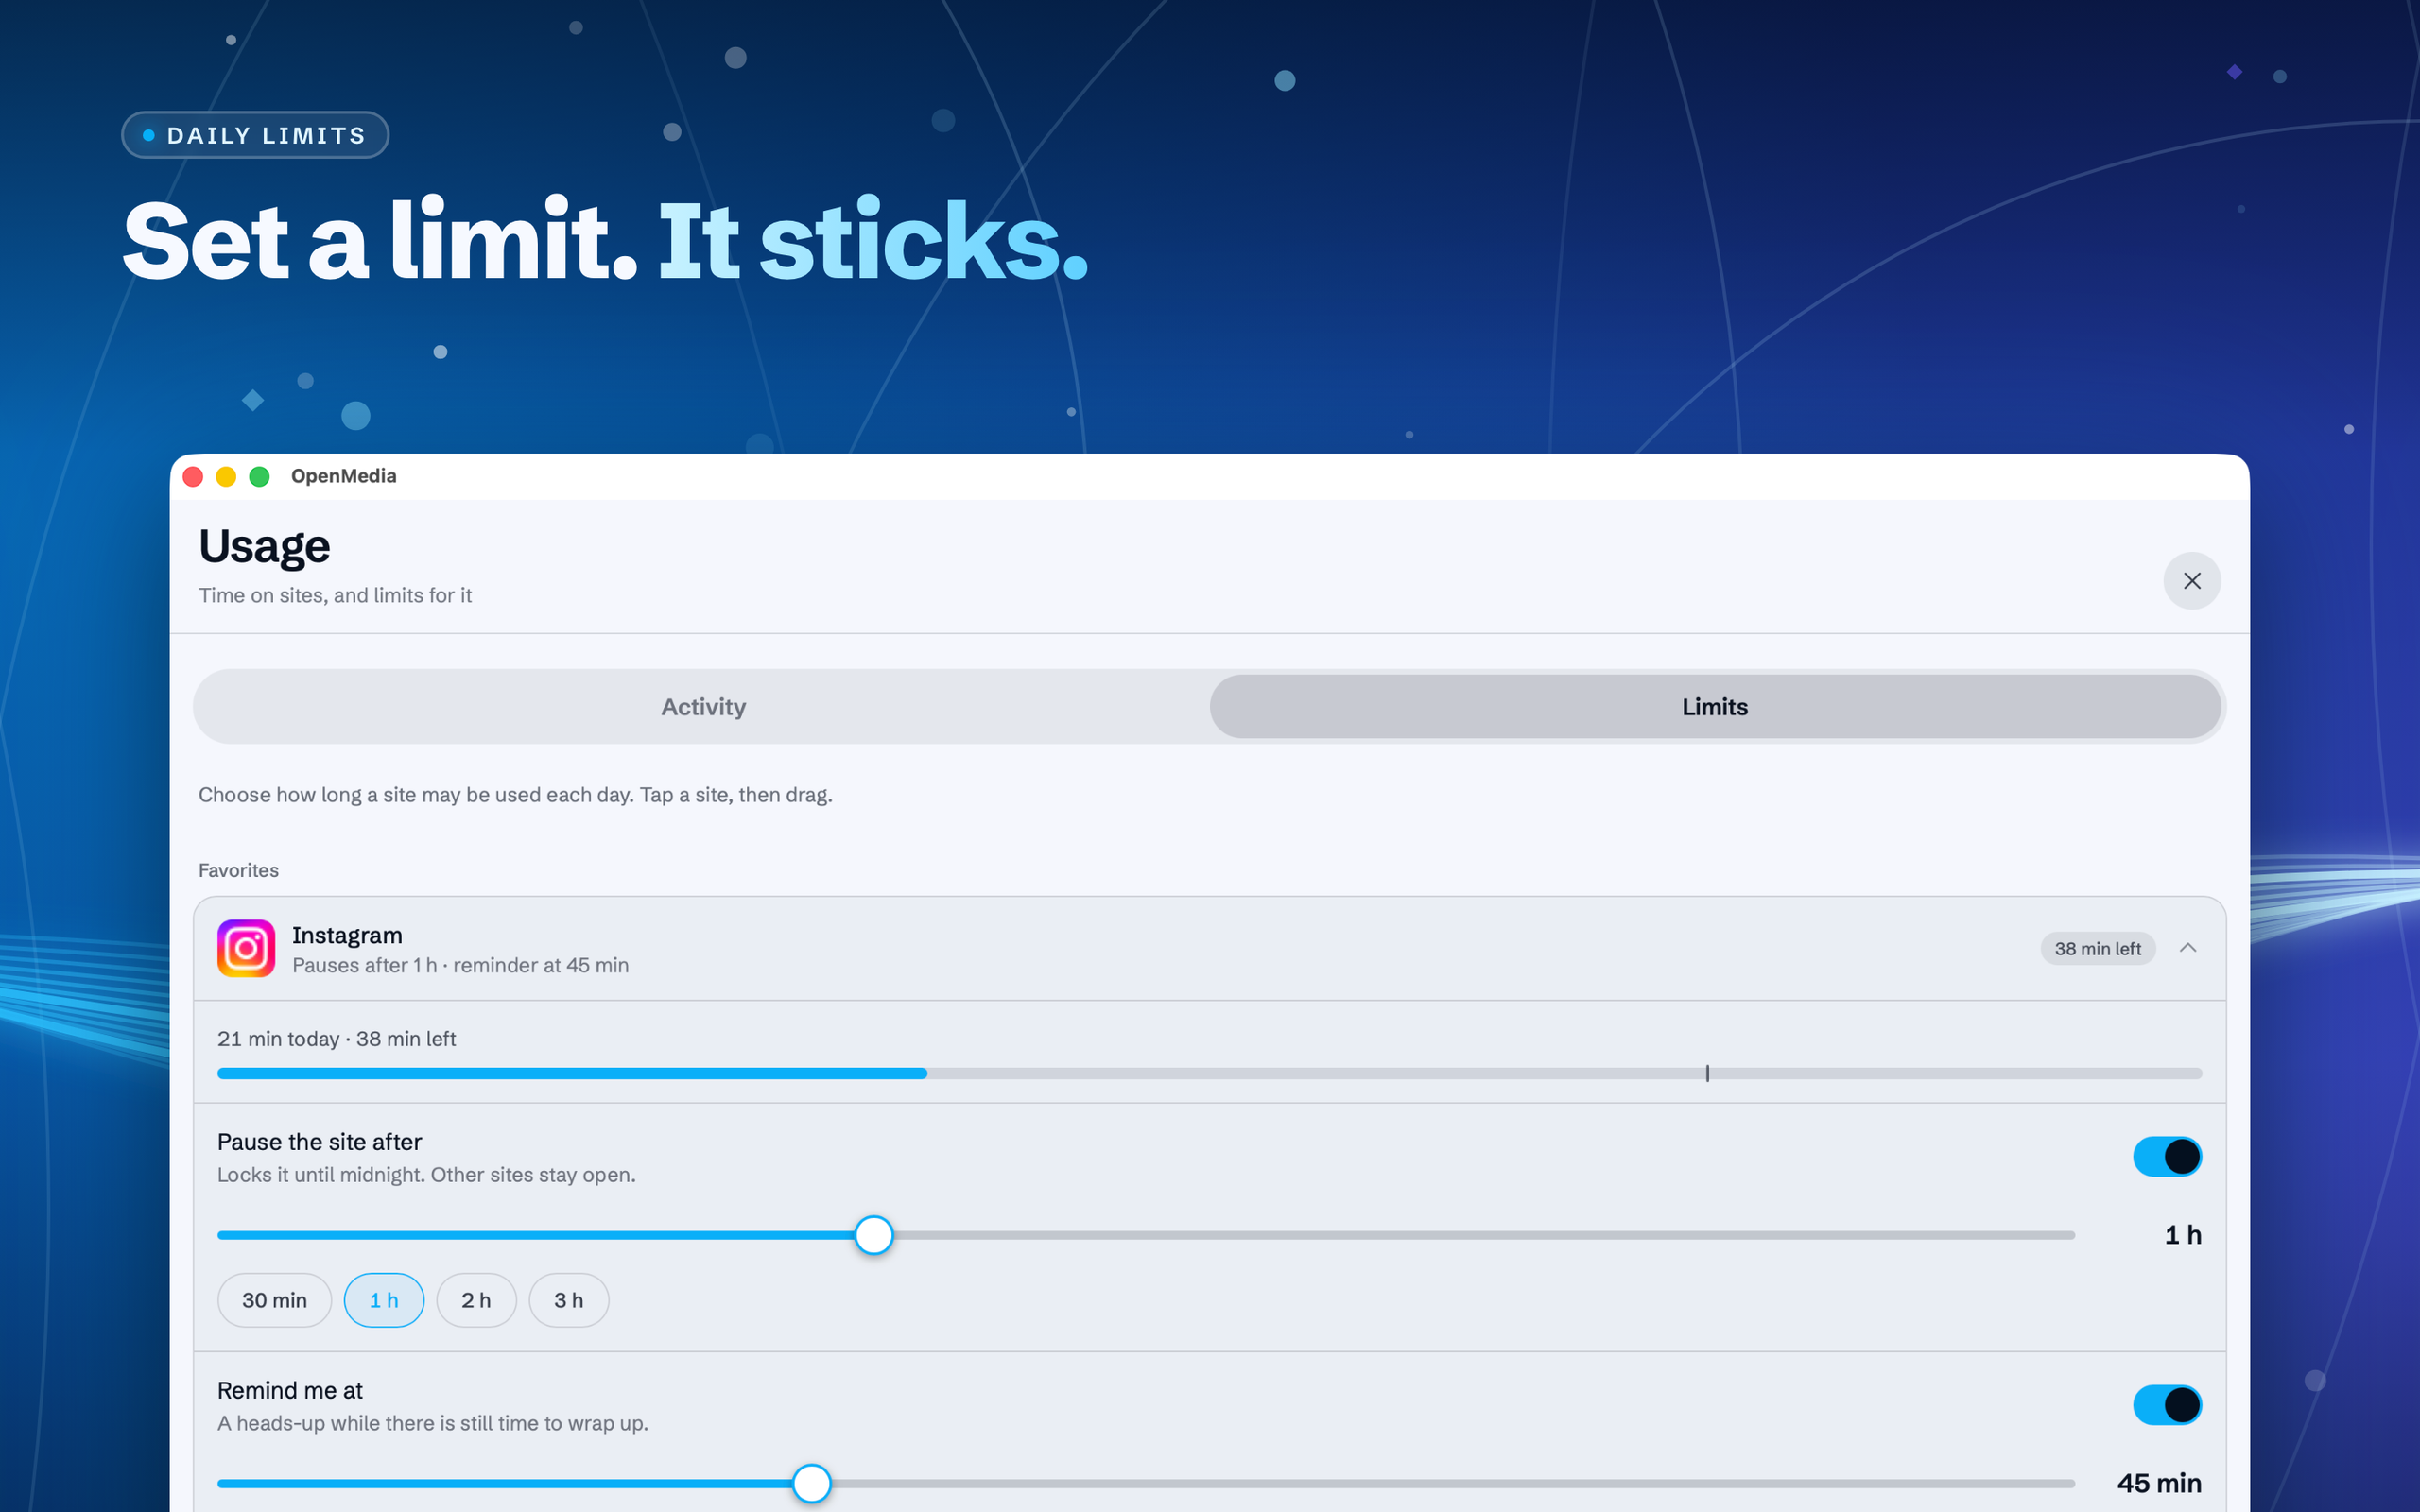 DAILY LIMITS
Set a limit. It sticks.
OpenMedia
Usage
Time on sites, and limits for it
Activity
Limits
Choose how long a site may be used each day. Tap a site, then drag.
Favorites
Instagram
Pauses after 1 h · reminder at 45 min
38 min left
21 min today · 38 min left
Pause the site after
Locks it until midnight. Other sites stay open.
1 h
30 min
1 h
2 h
3 h
Remind me at
A heads-up while there is still time to wrap up.
45 min